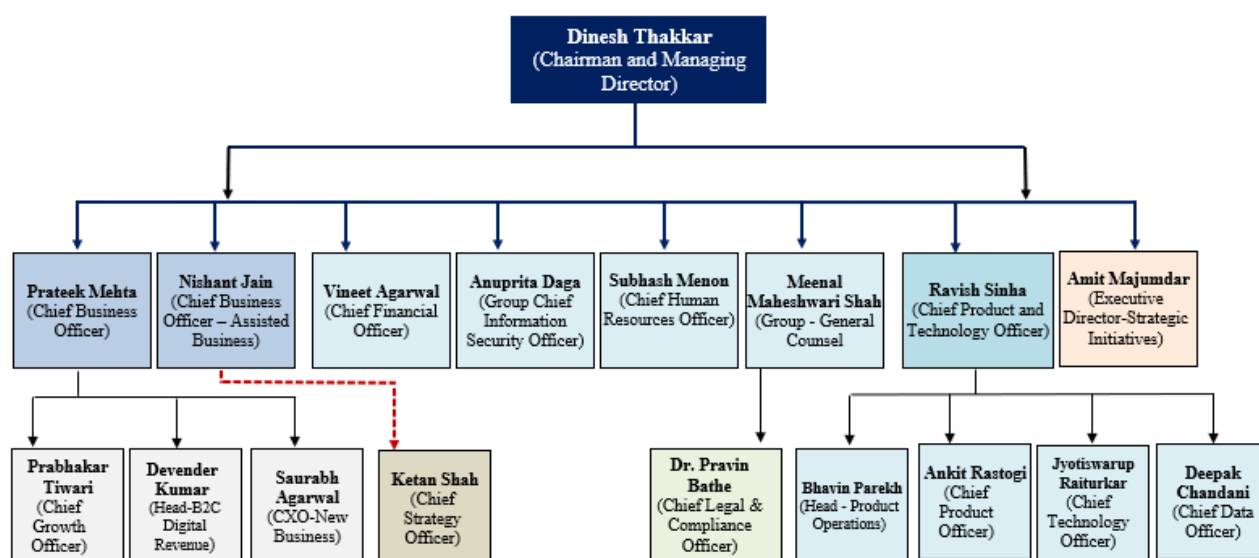 Dinesh Thakkar
(Chairman and Managing
Director)
Prateek Mehta
(Chief Business
Officer)
Nishant Jain
(Chief Business
Officer – Assisted
Business)
Vineet Agarwal
(Chief Financial
Officer)
Anuprita Daga
(Group Chief
Information
Security Officer)
Subhash Menon
(Chief Human
Resources Officer)
Meenal
Maheshwari Shah
(Group - General
Counsel
Ravish Sinha
(Chief Product and
Technology Officer)
Amit Majumdar
(Executive
Director-Strategic
Initiatives)
Prabhakar
Tiwari
(Chief
Growth
Officer)
Devender
Kumar
(Head-B2C
Digital
Revenue)
Saurabh
Agarwal
(CXO-New
Business)
Ketan Shah
(Chief
Strategy
Officer)
Dr. Pravin
Bathe
(Chief Legal &
Compliance
Officer)
Bhavin Parekh
(Head - Product
Operations)
Ankit Rastogi
(Chief
Product
Officer)
Jyotiswarup
Raiturkar
(Chief
Technology
Officer)
Deepak
Chandani
(Chief Data
Officer)